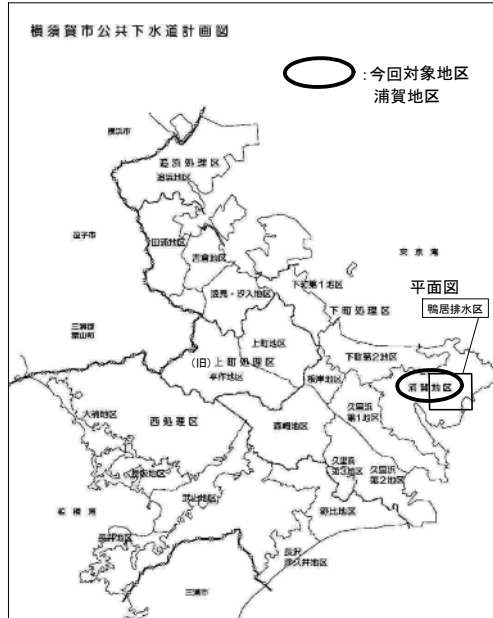 横須賀市公共下水道計画図
:今回対象地区
浦賀地区
横浜市
追浜処理区
追浜地区
逗子市
田浦地区
吉倉地区
東京湾
下町第1地区
平面図
逸見・汐入地区
下町処理区
鴨居排水区
三浦郡
葉山町
上町地区
下町第2地区
(旧)上町処理区
平作地区
根岸地区
浦賀地区
久里浜
第1地区
大楠地区
西処理区
森崎地区
久里浜
第3地区
久里浜
第2地区
武山地区
相模湾
野比地区
長井地区
長沢
津久井地区
三浦市